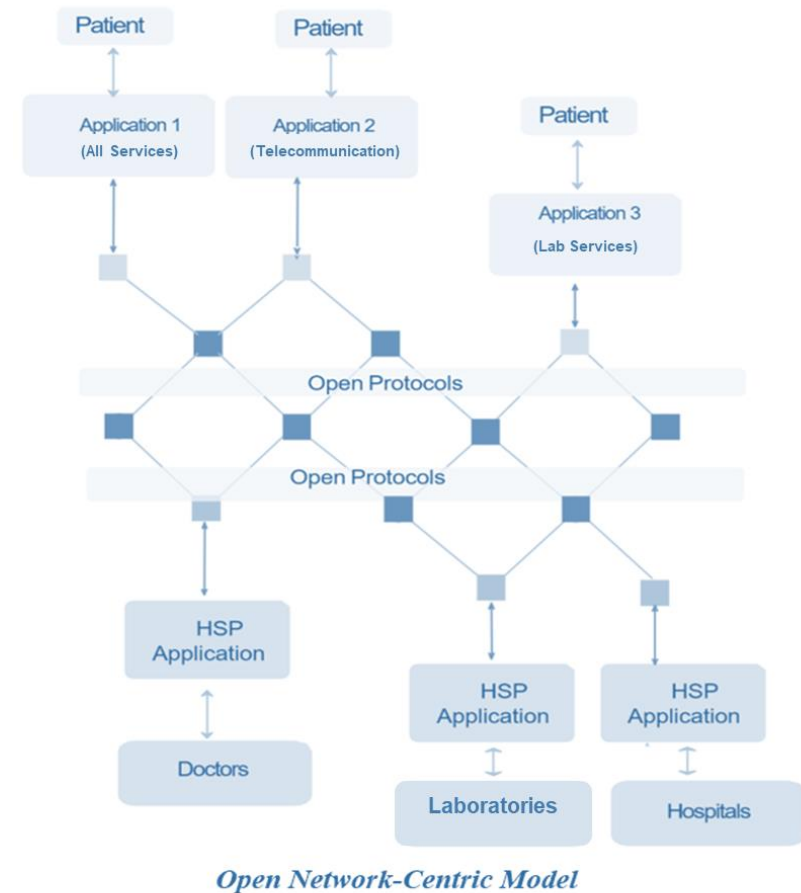 Patient
Patient
Application 1
(All Services)
Application 2
(Telecommunication)
Patient
Application 3
(Lab Services)
Open Protocols
Open Protocols
HSP
Application
Doctors
HSP
Application
Laboratories
HSP
Application
Hospitals
Open Network-Centric Model